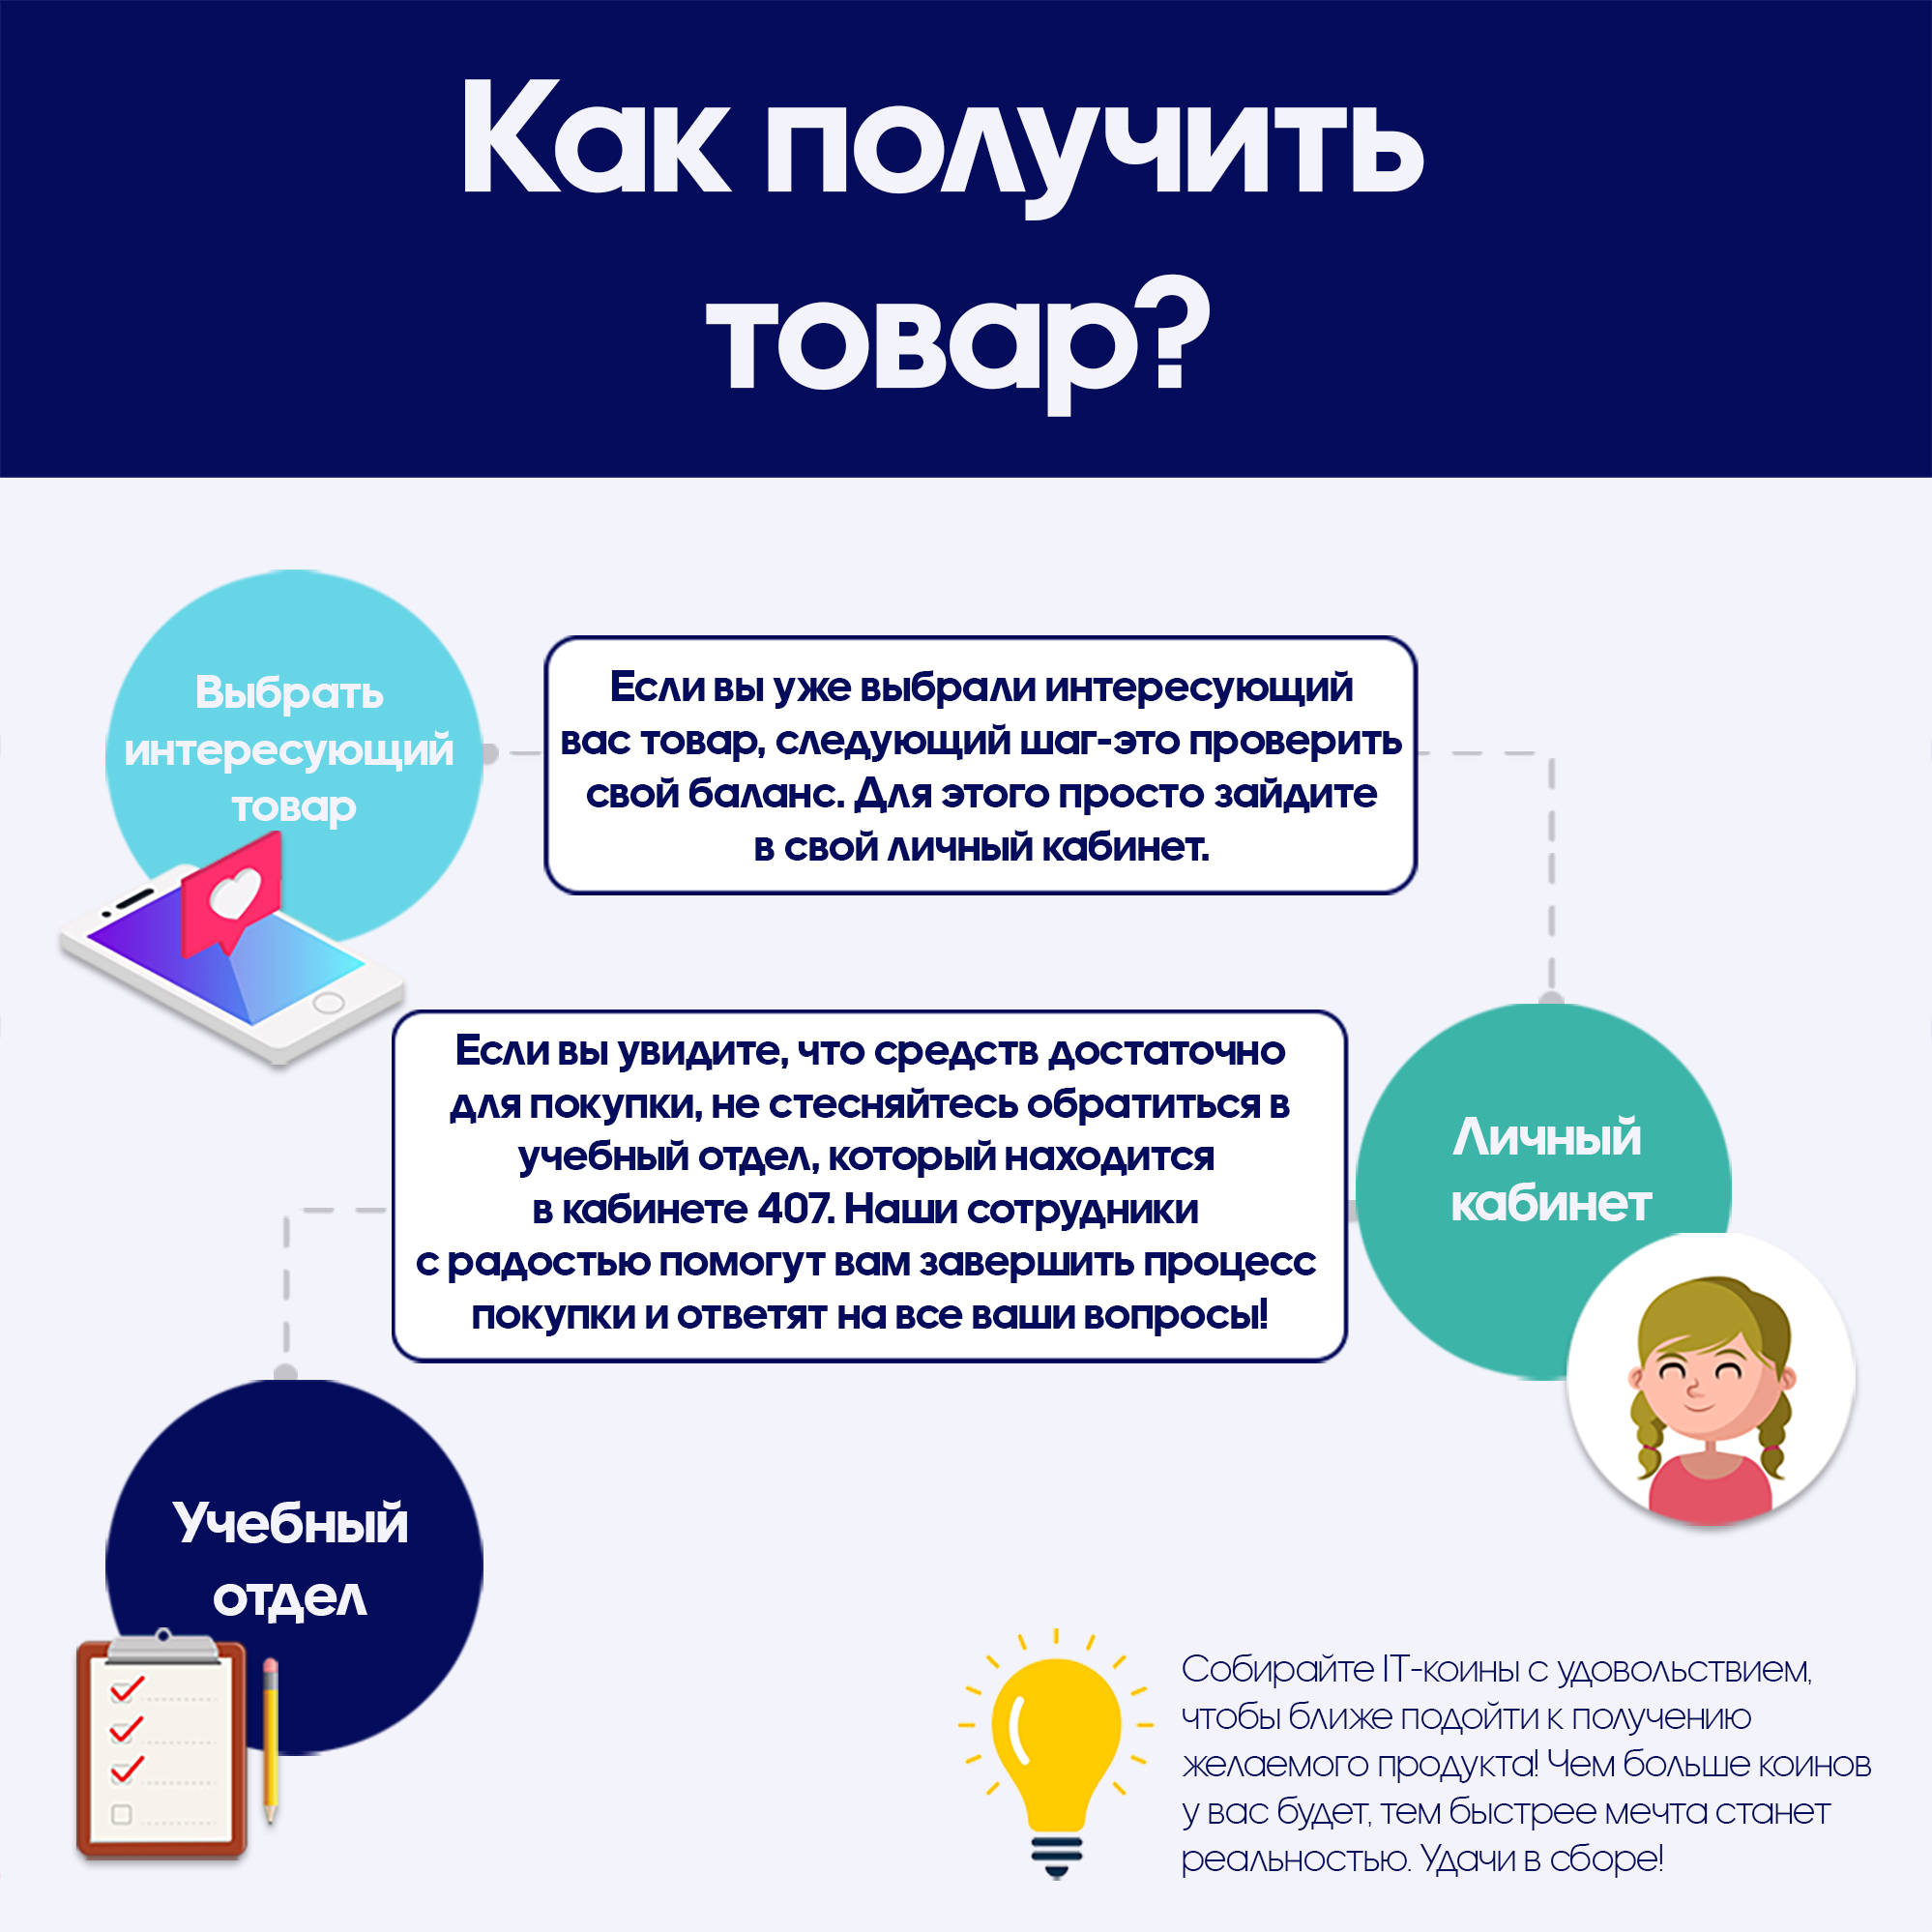 Как получить
товар?
Выбрать
интересующий
товар
Если вы уже выбрали интересующий
вас товар, следующий шаг-это проверить
свой баланс. Для этого просто зайдите
в свой личный кабинет.
Личный
кабинет
Если вы увидите, что средств достаточно
для покупки, не стесняйтесь обратиться в
учебный отдел, который находится
в кабинете 407. Наши сотрудники
с радостью помогут вам завершить процесс
покупки и ответят на все ваши вопросы!
Учебный
отдел
Собирайте IT-коины с удовольствием,
чтобы ближе подойти к получению
желаемого продукта! Чем больше коинов
у вас будет, тем быстрее мечта станет
реальностью. Удачи в сборе!